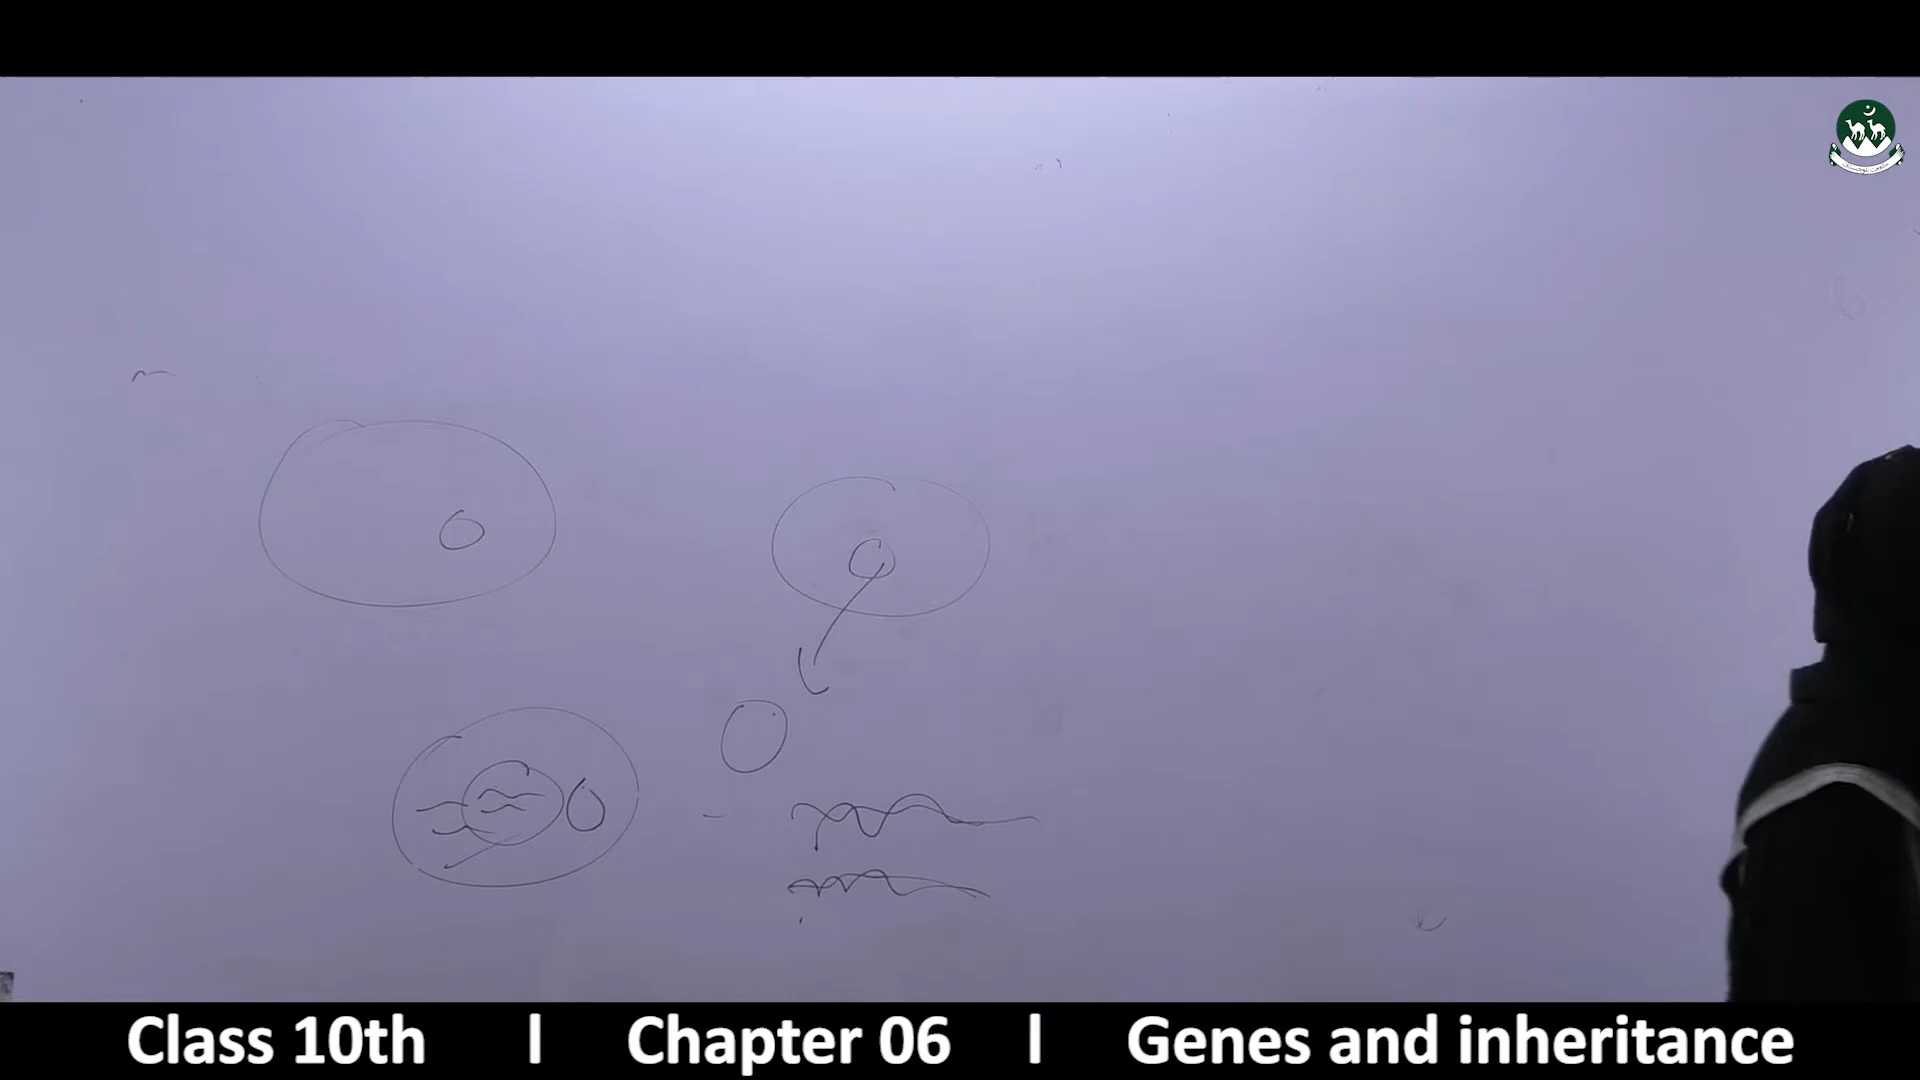 Class 10th l Chapter 06 l Genes and inheritance